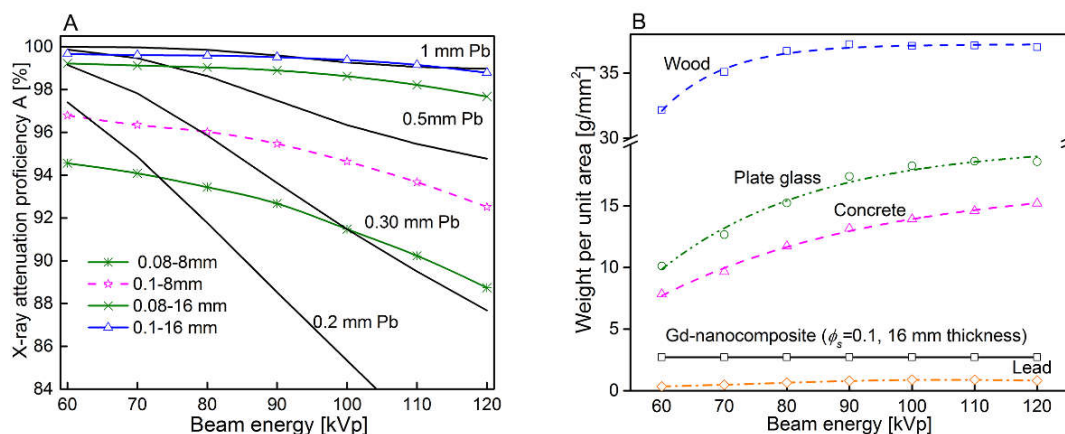 A
X-ray attenuation proficiency A [%]
100
98
96
94
92
90
88
86
84
1 mm Pb
0.5mm Pb
0.30 mm Pb
0.2 mm Pb
0.08-8mm
0.1-8mm
0.08-16 mm
0.1-16 mm
60 70 80 90 100 110 120
Beam energy [kVp]
B
Weight per unit area [g/mm²]
35
30
15
10
5
0
Wood
Plate glass
Concrete
Gd-nanocomposite (ϕs=0.1, 16 mm thickness)
Lead
60 70 80 90 100 110 120
Beam energy [kVp]